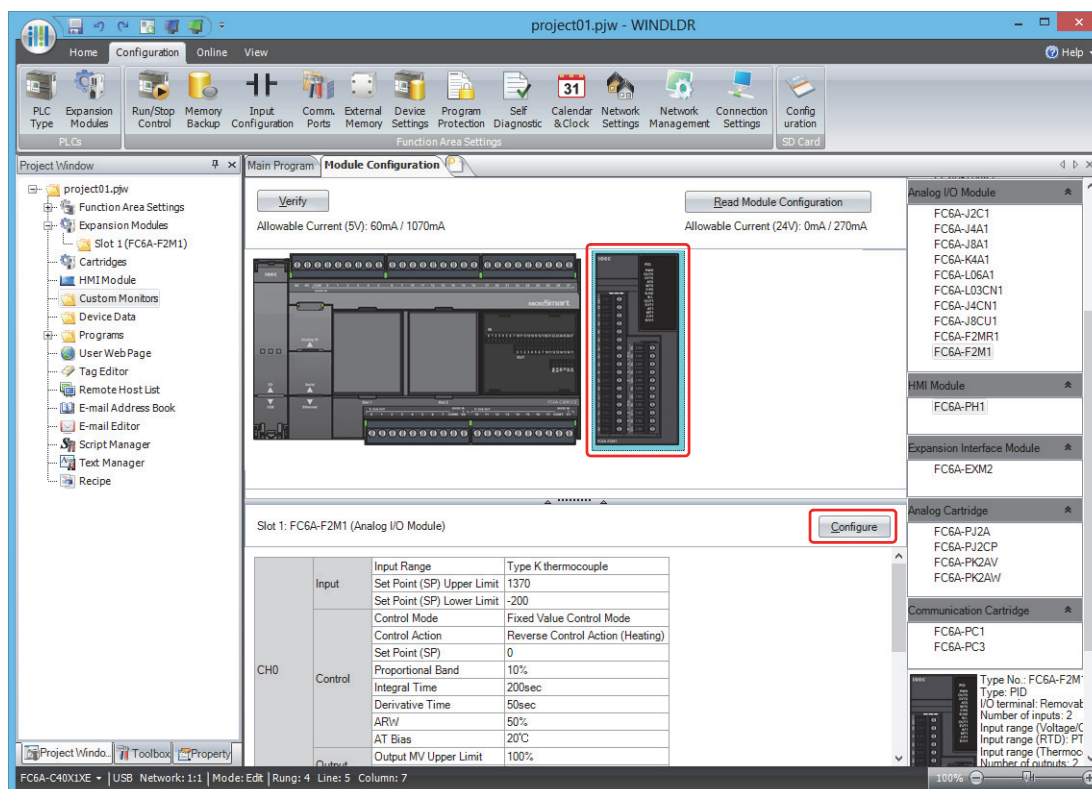 project01.pjw - WINDLDR
Home Configuration Online View
Help
PLC Type
Expansion Modules
Run/Stop Control
Memory Backup
Input Configuration
Comm. Ports
External Memory
Device Settings
Program Protection
Self Diagnostic
31
Calendar &Clock
Network Settings
Network Management
Connection Settings
Config uration
PLCs
Function Area Settings
SD Card
Project Window
project01.pjw
Function Area Settings
Expansion Modules
Slot 1 (FC6A-F2M1)
Cartridges
HMI Module
Custom Monitors
Device Data
Programs
User Web Page
Tag Editor
Remote Host List
E-mail Address Book
E-mail Editor
Script Manager
Text Manager
Recipe
Project Windo..
Toolbox
Property
Main Program
Module Configuration
Verify
Read Module Configuration
Allowable Current (5V): 60mA / 1070mA
Allowable Current (24V): 0mA / 270mA
MICROSmart
Slot 1: FC6A-F2M1 (Analog I/O Module)
Configure
CH0
Input
Input Range Type K thermocouple
Set Point (SP) Upper Limit 1370
Set Point (SP) Lower Limit -200
Control
Control Mode Fixed Value Control Mode
Control Action Reverse Control Action (Heating)
Set Point (SP) 0
Proportional Band 10%
Integral Time 200sec
Derivative Time 50sec
ARW 50%
AT Bias 20°C
Output
Output MV Upper Limit 100%
Analog I/O Module
FC6A-J2C1
FC6A-J4A1
FC6A-J8A1
FC6A-K4A1
FC6A-L06A1
FC6A-L03CN1
FC6A-J4CN1
FC6A-J8CU1
FC6A-F2MR1
FC6A-F2M1
HMI Module
FC6A-PH1
Expansion Interface Module
FC6A-EXM2
Analog Cartridge
FC6A-PJ2A
FC6A-PJ2CP
FC6A-PK2AV
FC6A-PK2AW
Communication Cartridge
FC6A-PC1
FC6A-PC3
Type No.: FC6A-F2M
Type: PID
I/O terminal: Removab
Number of inputs: 2
Input range (Voltage/C
Input range (RTD): PT
Input range (Thermoc
Number of outputs: 2
FC6A-C40X1XE USB Network: 1:1 Mode: Edit Rung: 4 Line: 5 Column: 7
100%